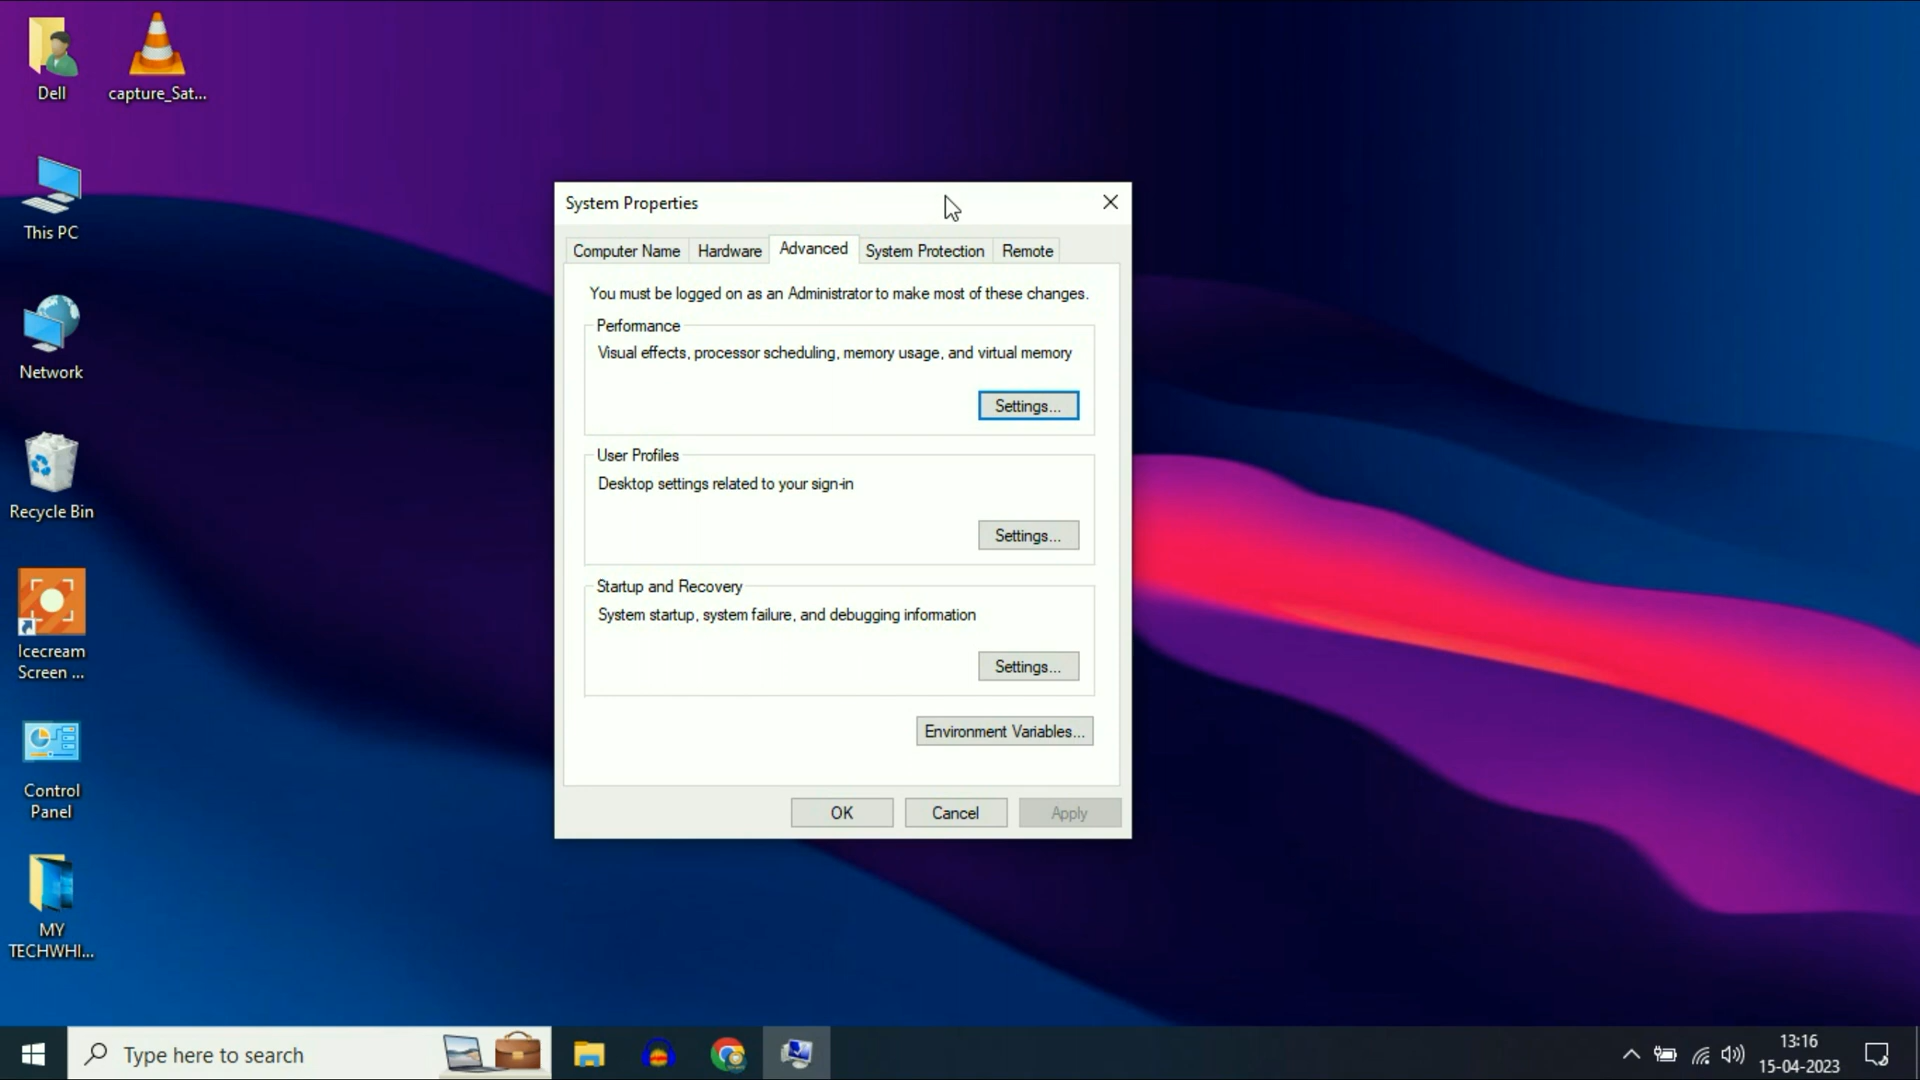 Dell
capture_Sat...
This PC
Network
Recycle Bin
Icecream
Screen ...
Control
Panel
MY
TECHWHI...
System Properties
Computer Name
Hardware
Advanced
System Protection
Remote
You must be logged on as an Administrator to make most of these changes.
Performance
Visual effects, processor scheduling, memory usage, and virtual memory
Settings...
User Profiles
Desktop settings related to your sign-in
Settings...
Startup and Recovery
System startup, system failure, and debugging information
Settings...
Environment Variables...
OK
Cancel
Apply
Type here to search
13:16
15-04-2023